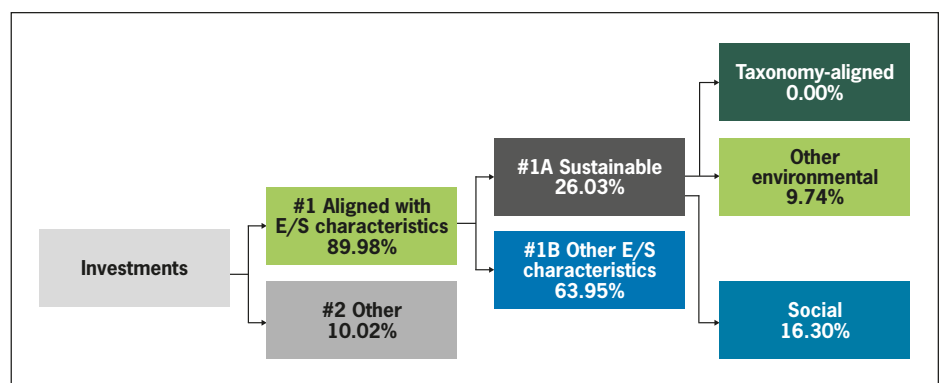 Investments
#1 Aligned with
E/S characteristics
89.98%
#2 Other
10.02%
#1A Sustainable
26.03%
#1B Other E/S
characteristics
63.95%
Taxonomy-aligned
0.00%
Other
environmental
9.74%
Social
16.30%